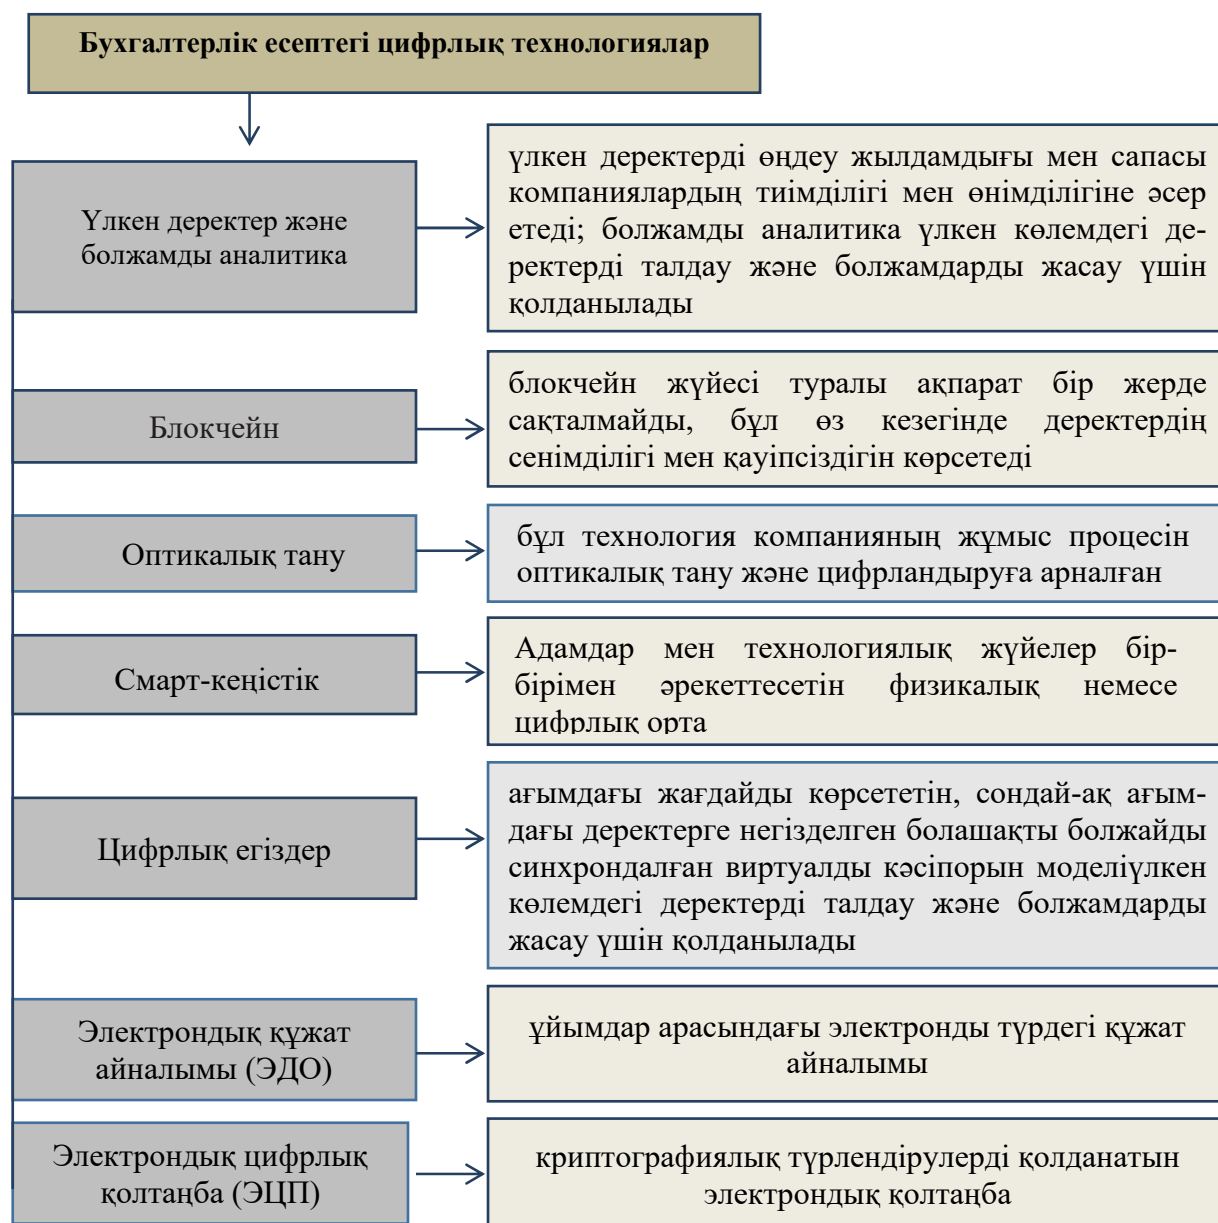 Бухгалтерлік есептегі цифрлық технологиялар
Үлкен деректер және
болжамды аналитика
үлкен деректерді өңдеу жылдамдығы мен сапасы
компаниялардың тиімділігі мен өнімділігіне әсер
етеді; болжамды аналитика үлкен көлемдегі де-
ректерді талдау және болжамдарды жасау үшін
қолданылады
Блокчейн
блокчейн жүйесі туралы ақпарат бір жерде
сақталмайды, бұл өз кезегінде деректердің
сенімділігі мен қауіпсіздігін көрсетеді
Оптикалық тану
бұл технология компанияның жұмыс процесін
оптикалық тану және цифрландыруға арналған
Смарт-кеңістік
Адамдар мен технологиялық жүйелер бір-
бірімен әрекеттесетін физикалық немесе
цифрлық орта
Цифрлық егіздер
ағымдағы жағдайды көрсететін, сондай-ақ ағым-
дағы деректерге негізделген болашақты болжайды
синхрондалған виртуалды кәсіпорын моделіүлкен
көлемдегі деректерді талдау және болжамдарды
жасау үшін қолданылады
Электрондық құжат
айналымы (ЭДО)
ұйымдар арасындағы электронды түрдегі құжат
айналымы
Электрондық цифрлық
қолтаңба (ЭЦП)
криптографиялық түрлендірулерді қолданатын
электрондық қолтаңба